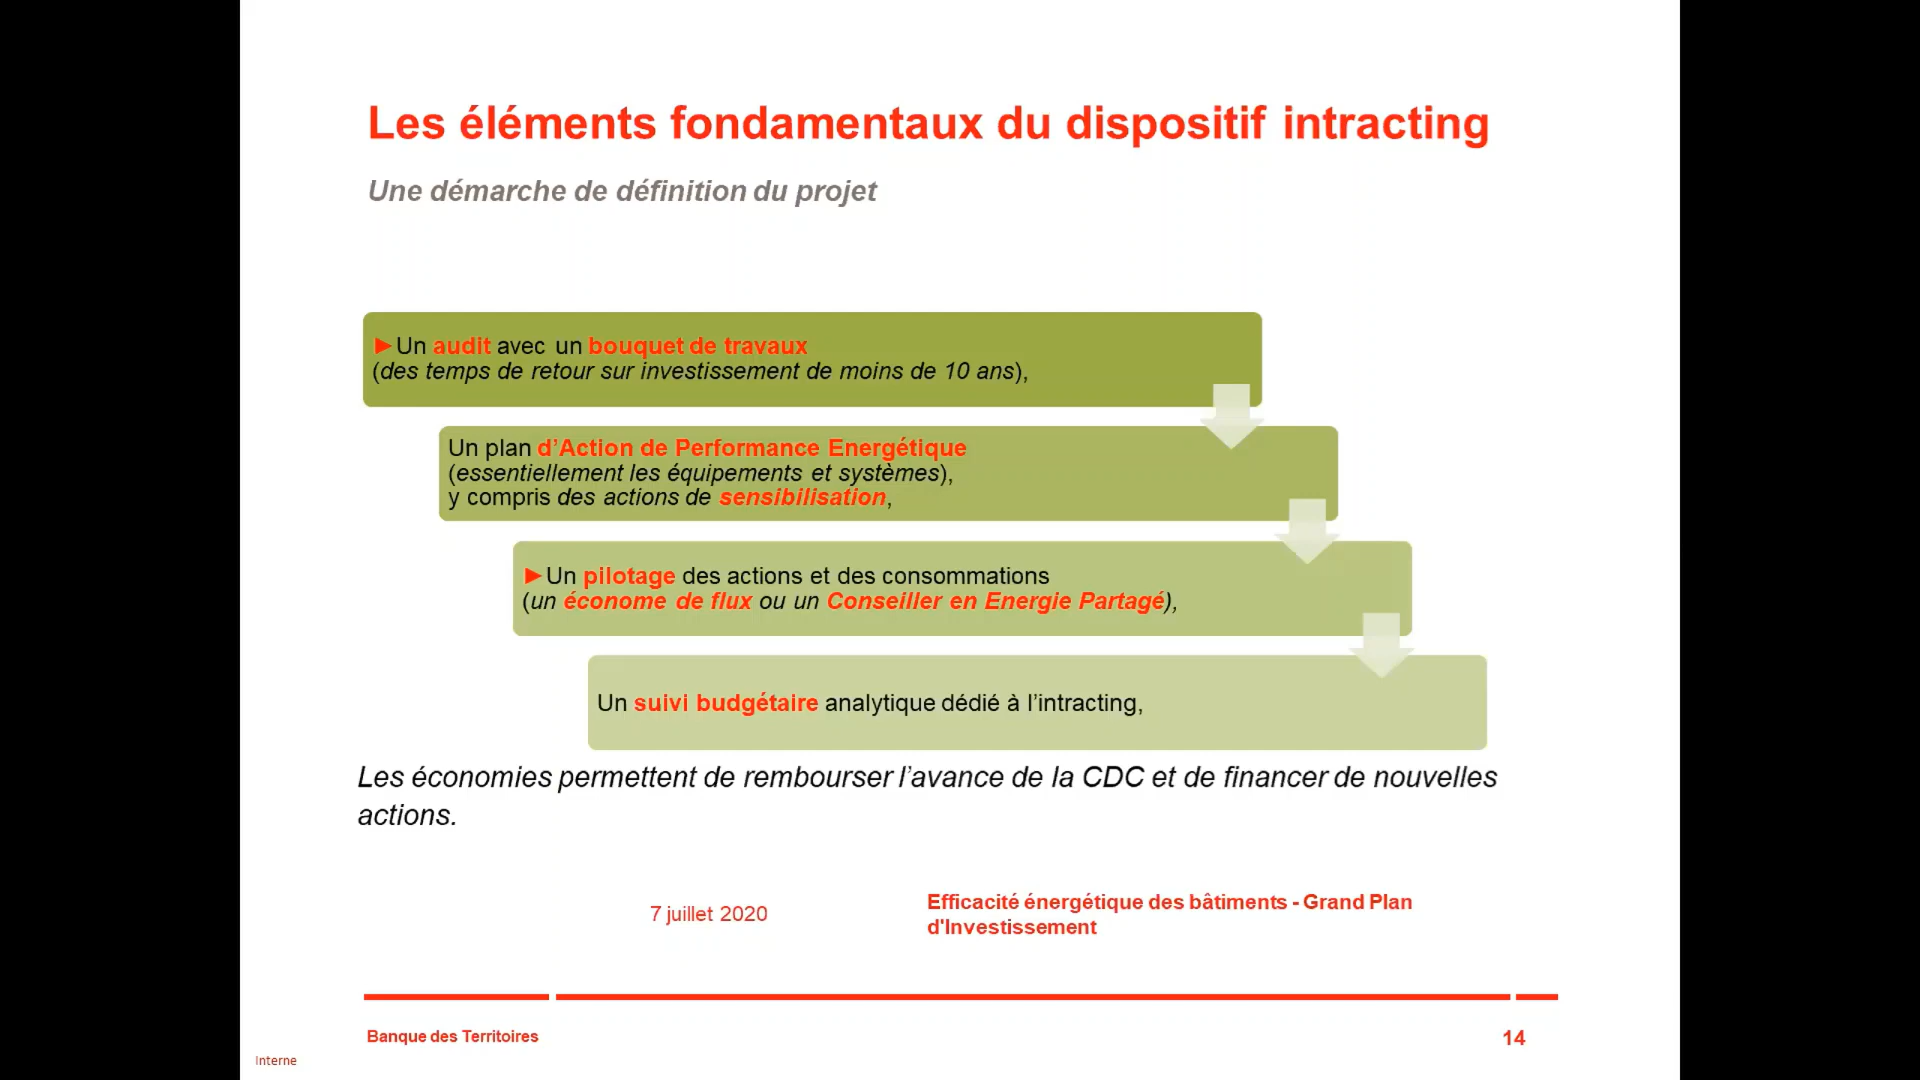 Les éléments fondamentaux du dispositif intracting
Une démarche de définition du projet
►Un audit avec un bouquet de travaux
(des temps de retour sur investissement de moins de 10 ans),
Un plan d’Action de Performance Energétique
(essentiellement les équipements et systèmes),
y compris des actions de sensibilisation,
►Un pilotage des actions et des consommations
(un économe de flux ou un Conseiller en Energie Partagé),
Un suivi budgétaire analytique dédié à l’intracting,
Les économies permettent de rembourser l’avance de la CDC et de financer de nouvelles
actions.
7 juillet 2020
Efficacité énergétique des bâtiments - Grand Plan
d'Investissement
Banque des Territoires
14
Interne